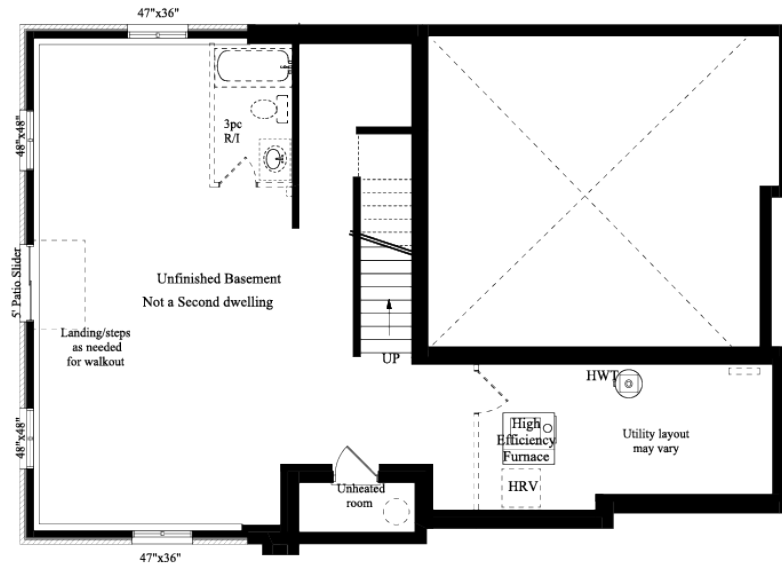 47"x36"
3pc
R/I
48"x48"
5' Patio Slider
Unfinished Basement
Not a Second dwelling
Landing/steps
as needed
for walkout
UP
HWT
High
Efficiency
Furnace
Utility layout
may vary
48"x48"
HRV
Unheated
room
47"x36"